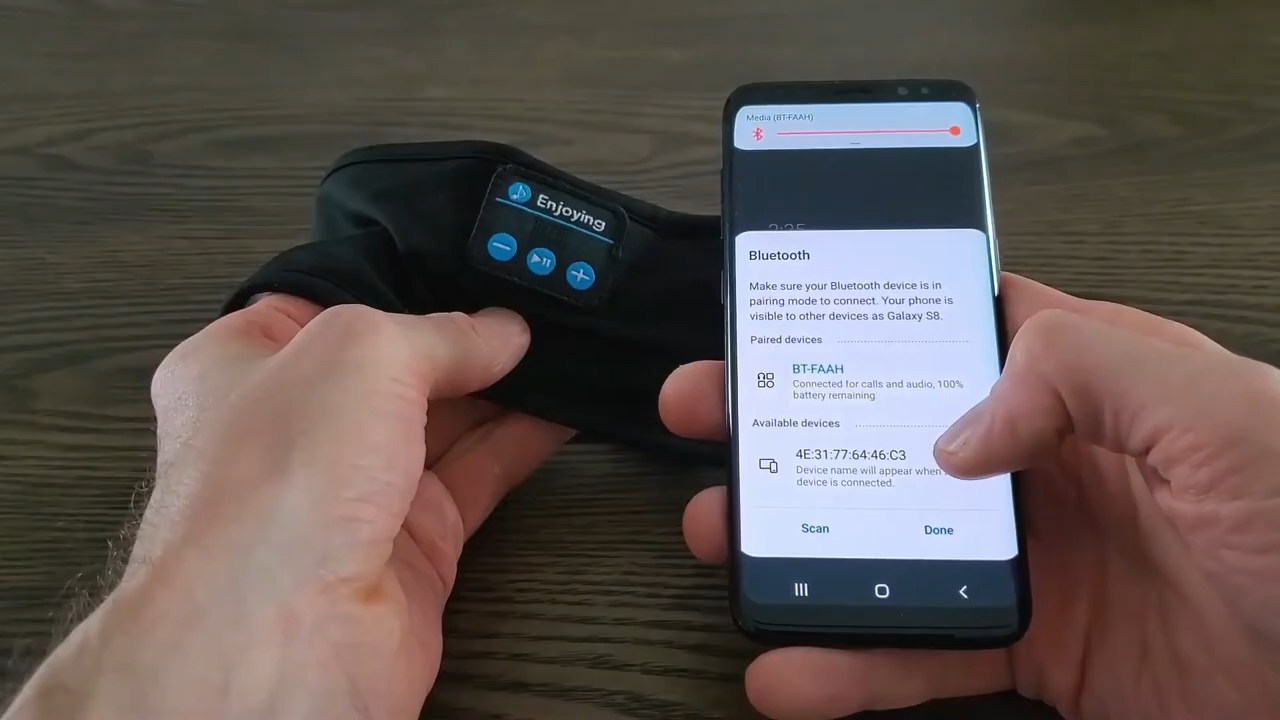 Enjoying
Media (BT-FAAH)
Bluetooth
Make sure your Bluetooth device is in
pairing mode to connect. Your phone is
visible to other devices as Galaxy S8.
Paired devices
BT-FAAH
Connected for calls and audio, 100%
battery remaining
Available devices
4E:31:77:64:46:C3
Device name will appear when
device is connected.
Scan
Done